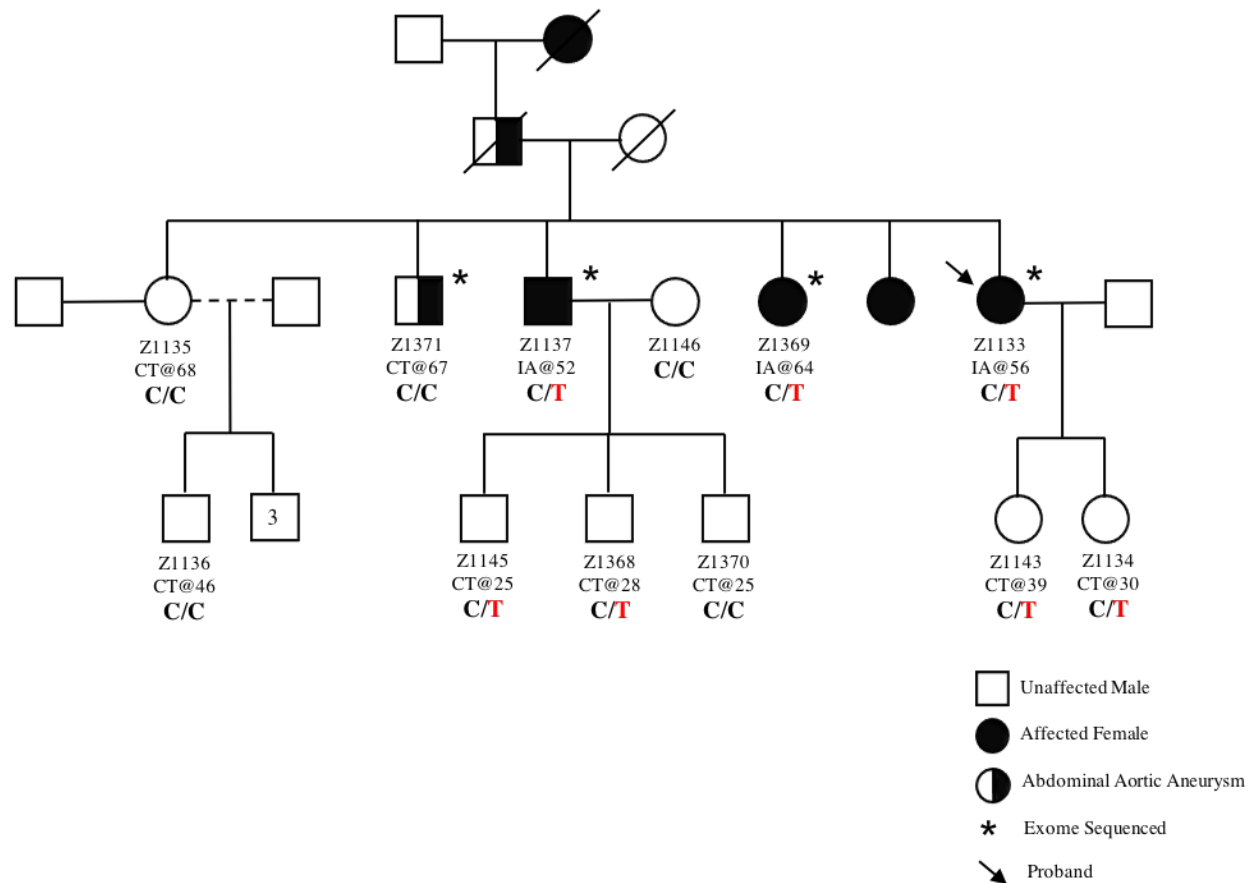 *
*
*
*
Z1135
CT@68
C/C
Z1371
CT@67
C/C
Z1137
IA@52
C/T
Z1146
C/C
Z1369
IA@64
C/T
Z1133
IA@56
C/T
3
Z1136
CT@46
C/C
Z1145
CT@25
C/T
Z1368
CT@28
C/T
Z1370
CT@25
C/C
Z1143
CT@39
C/T
Z1134
CT@30
C/T
Unaffected Male
Affected Female
Abdominal Aortic Aneurysm
* Exome Sequenced
Proband